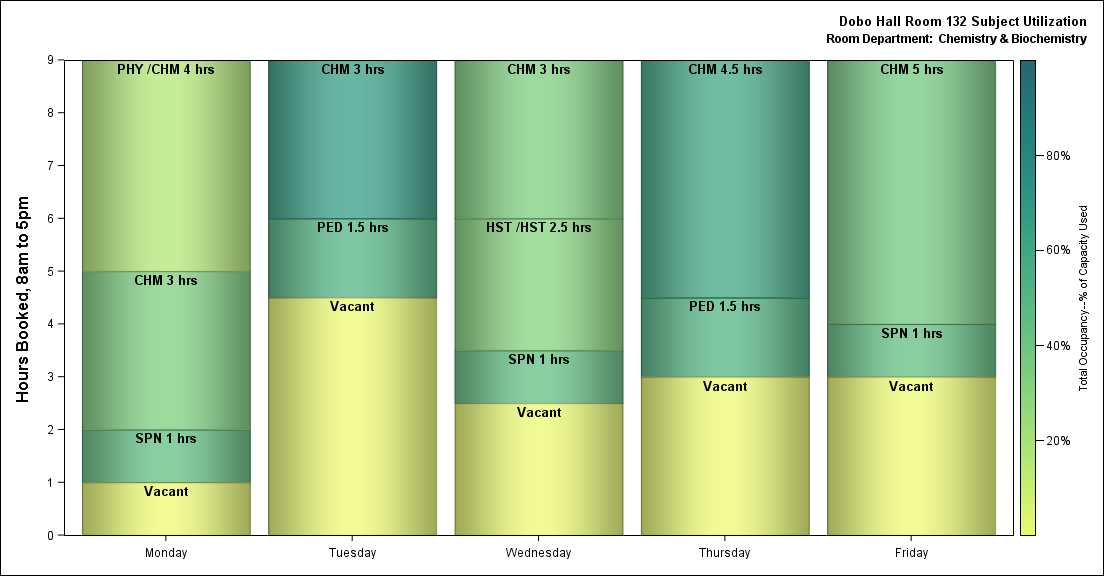 Dobo Hall Room 132 Subject Utilization
Room Department: Chemistry & Biochemistry
Hours Booked, 8am to 5pm
9
8
7
6
5
4
3
2
1
0
PHY /CHM 4 hrs
CHM 3 hrs
SPN 1 hrs
Vacant
CHM 3 hrs
PED 1.5 hrs
Vacant
CHM 3 hrs
HST /HST 2.5 hrs
SPN 1 hrs
Vacant
CHM 4.5 hrs
PED 1.5 hrs
Vacant
CHM 5 hrs
SPN 1 hrs
Vacant
Monday
Tuesday
Wednesday
Thursday
Friday
80%
60%
40%
20%
Total Occupancy--% of Capacity Used